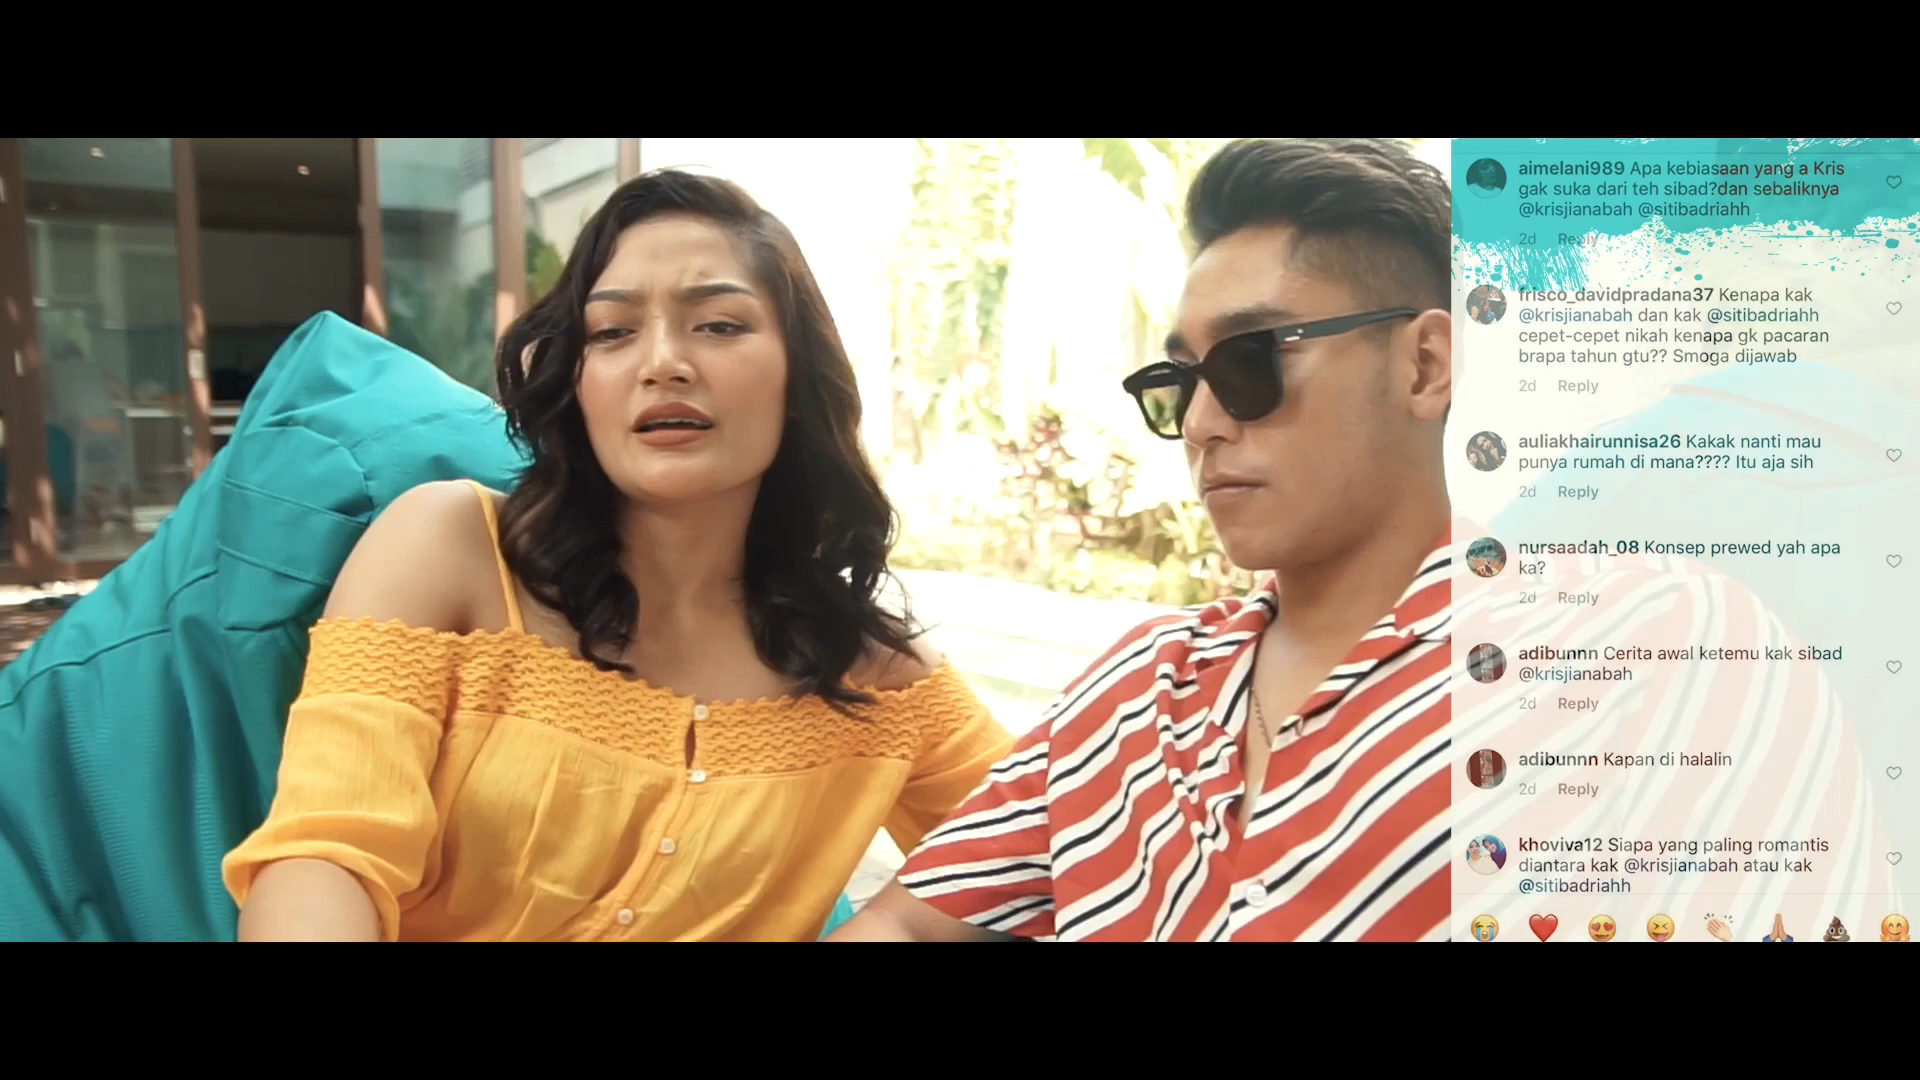 aimelani989 Apa kebiasaan yang a Kris
gak suka dari teh sibad?dan sebaliknya
@krisjianabah @sitibadriahh
2d Reply
frisco_davidpradana37 Kenapa kak
@krisjianabah dan kak @sitibadriahh
cepet-cepet nikah kenapa gk pacaran
brapa tahun gtu?? Smoga dijawab
2d Reply
auliakhairunnisa26 Kakak nanti mau
punya rumah di mana???? Itu aja sih
2d Reply
nursaadah_08 Konsep prewed yah apa
ka?
2d Reply
adibunnn Cerita awal ketemu kak sibad
@krisjianabah
2d Reply
adibunnn Kapan di halalin
2d Reply
khoviva12 Siapa yang paling romantis
diantara kak @krisjianabah atau kak
@sitibadriahh